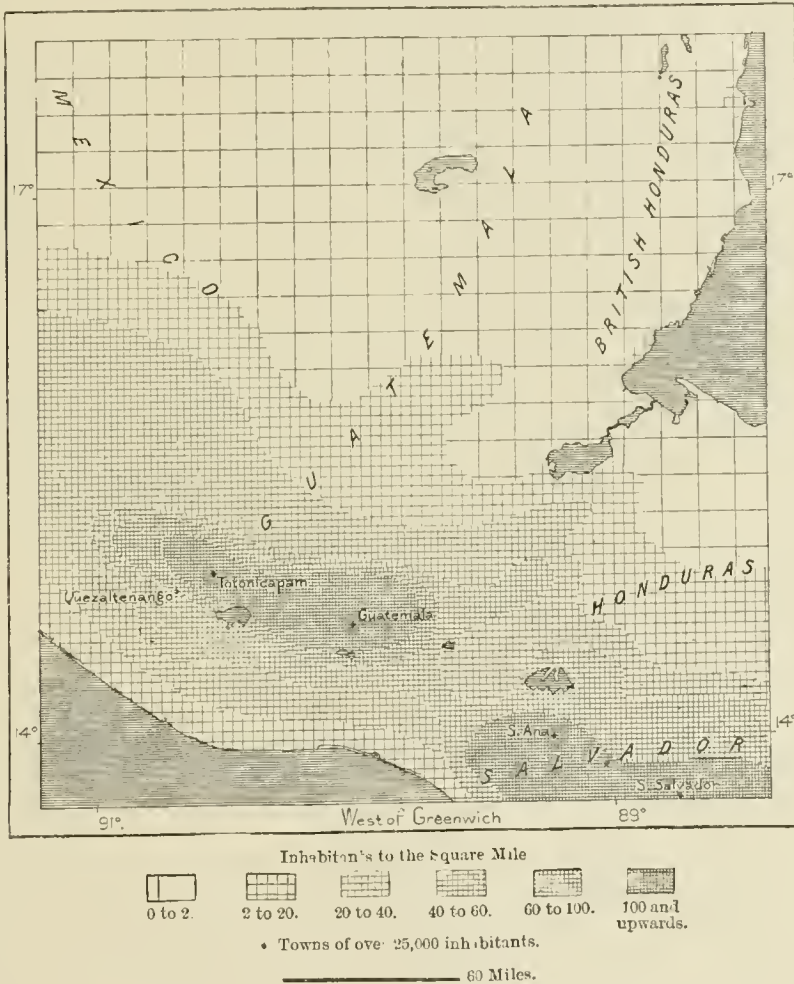 MEXICO
GUATEMALA
BRITISH HONDURAS
17°
17°
HONDURAS
Totonicapam
Quezaltenango
Guatemala
14°
14°
S. Ana
SALVADOR
S. Salvador
91°.
West of Greenwich
89°
Inhabitan's to the Square Mile
0 to 2.
2 to 20.
20 to 40.
40 to 60.
60 to 100.
100 and
upwards.
Towns of ove 25,000 inhabitants.
60 Miles.